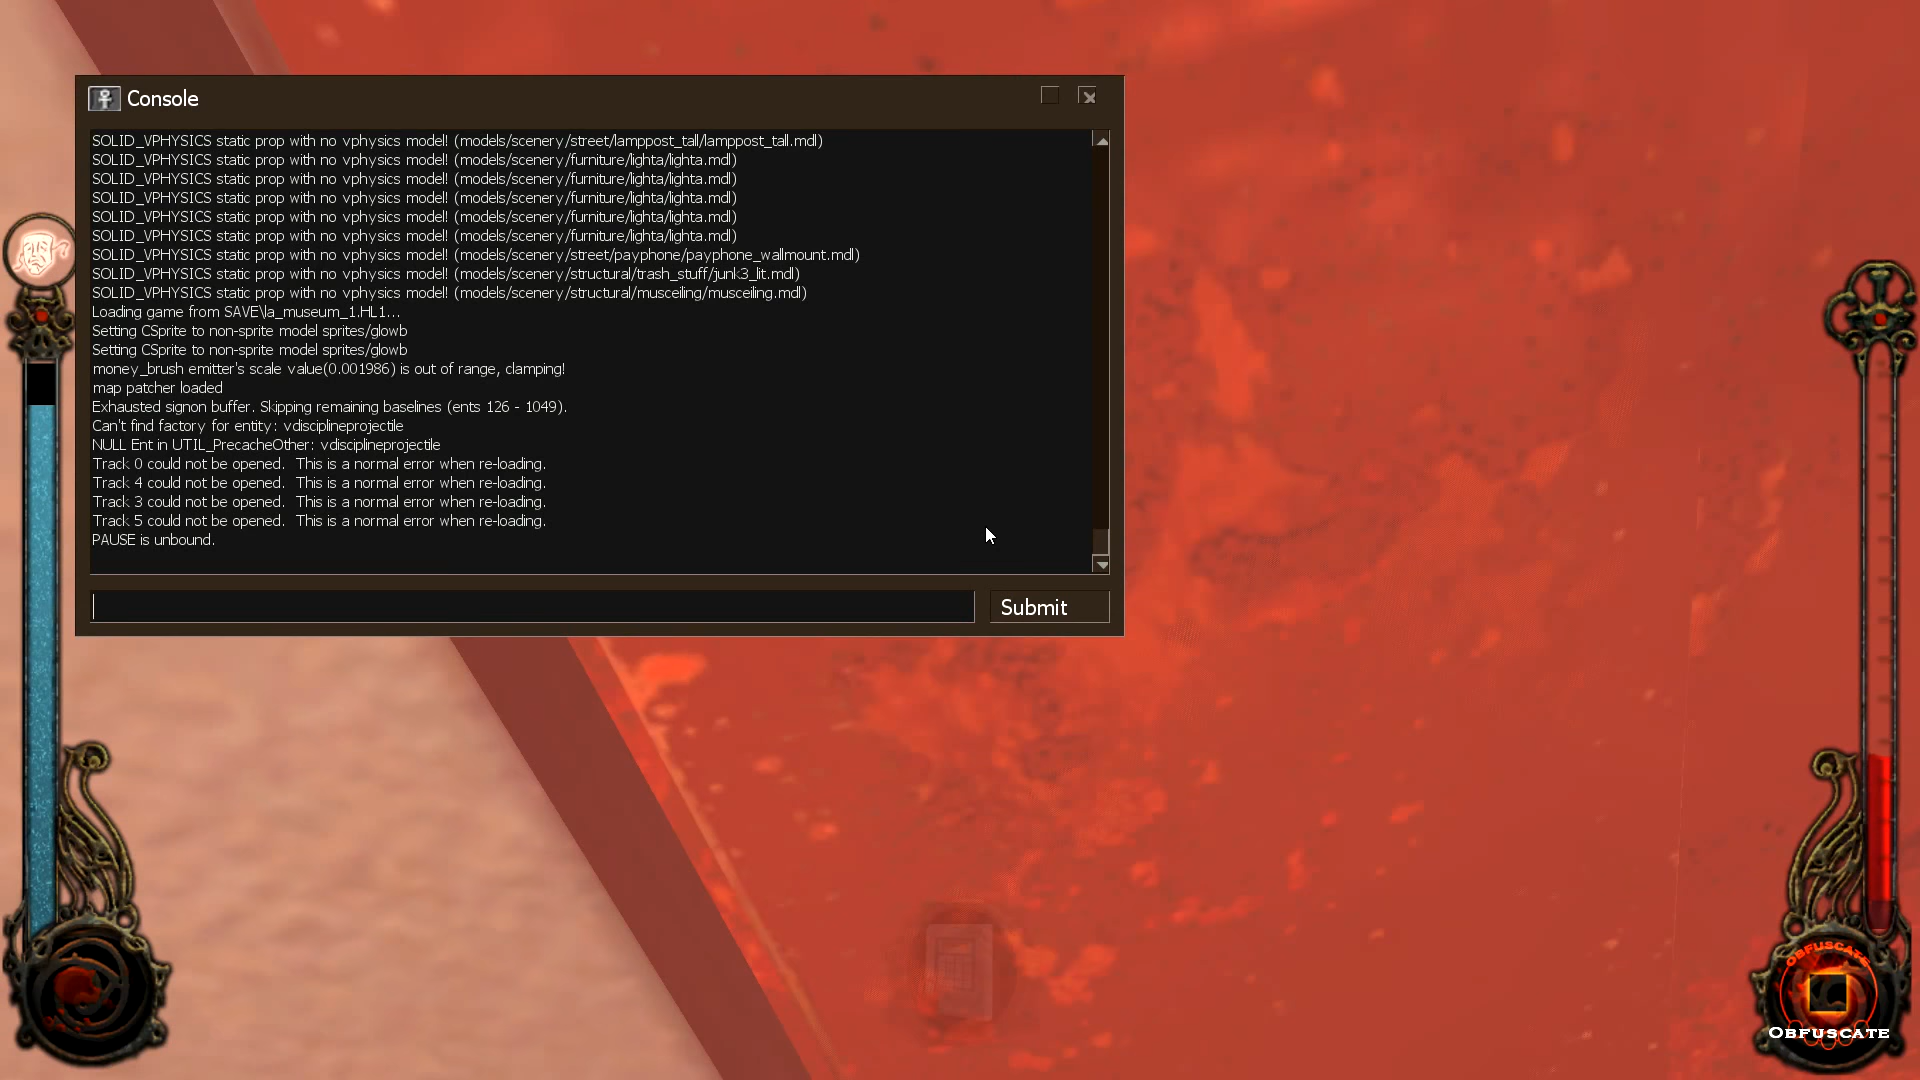 Console
SOLID_VPHYSICS static prop with no vphysics model! (models/scenery/street/lamppost_tall/lamppost_tall.mdl)
SOLID_VPHYSICS static prop with no vphysics model! (models/scenery/furniture/lighta/lighta.mdl)
SOLID_VPHYSICS static prop with no vphysics model! (models/scenery/furniture/lighta/lighta.mdl)
SOLID_VPHYSICS static prop with no vphysics model! (models/scenery/furniture/lighta/lighta.mdl)
SOLID_VPHYSICS static prop with no vphysics model! (models/scenery/furniture/lighta/lighta.mdl)
SOLID_VPHYSICS static prop with no vphysics model! (models/scenery/furniture/lighta/lighta.mdl)
SOLID_VPHYSICS static prop with no vphysics model! (models/scenery/street/payphone/payphone_wallmount.mdl)
SOLID_VPHYSICS static prop with no vphysics model! (models/scenery/structural/trash_stuff/junk3_lit.mdl)
SOLID_VPHYSICS static prop with no vphysics model! (models/scenery/structural/musceiling/musceiling.mdl)
Loading game from SAVE\la_museum_1.HL1...
Setting CSprite to non-sprite model sprites/glowb
Setting CSprite to non-sprite model sprites/glowb
money_brush emitter's scale value(0.001986) is out of range, clamping!
map patcher loaded
Exhausted signon buffer. Skipping remaining baselines (ents 126 - 1049).
Can't find factory for entity: vdisciplineprojectile
NULL Ent in UTIL_PrecacheOther: vdisciplineprojectile
Track 0 could not be opened.  This is a normal error when re-loading.
Track 4 could not be opened.  This is a normal error when re-loading.
Track 3 could not be opened.  This is a normal error when re-loading.
Track 5 could not be opened.  This is a normal error when re-loading.
PAUSE is unbound.
Submit
OBFUSCATE
OBFUSCATE